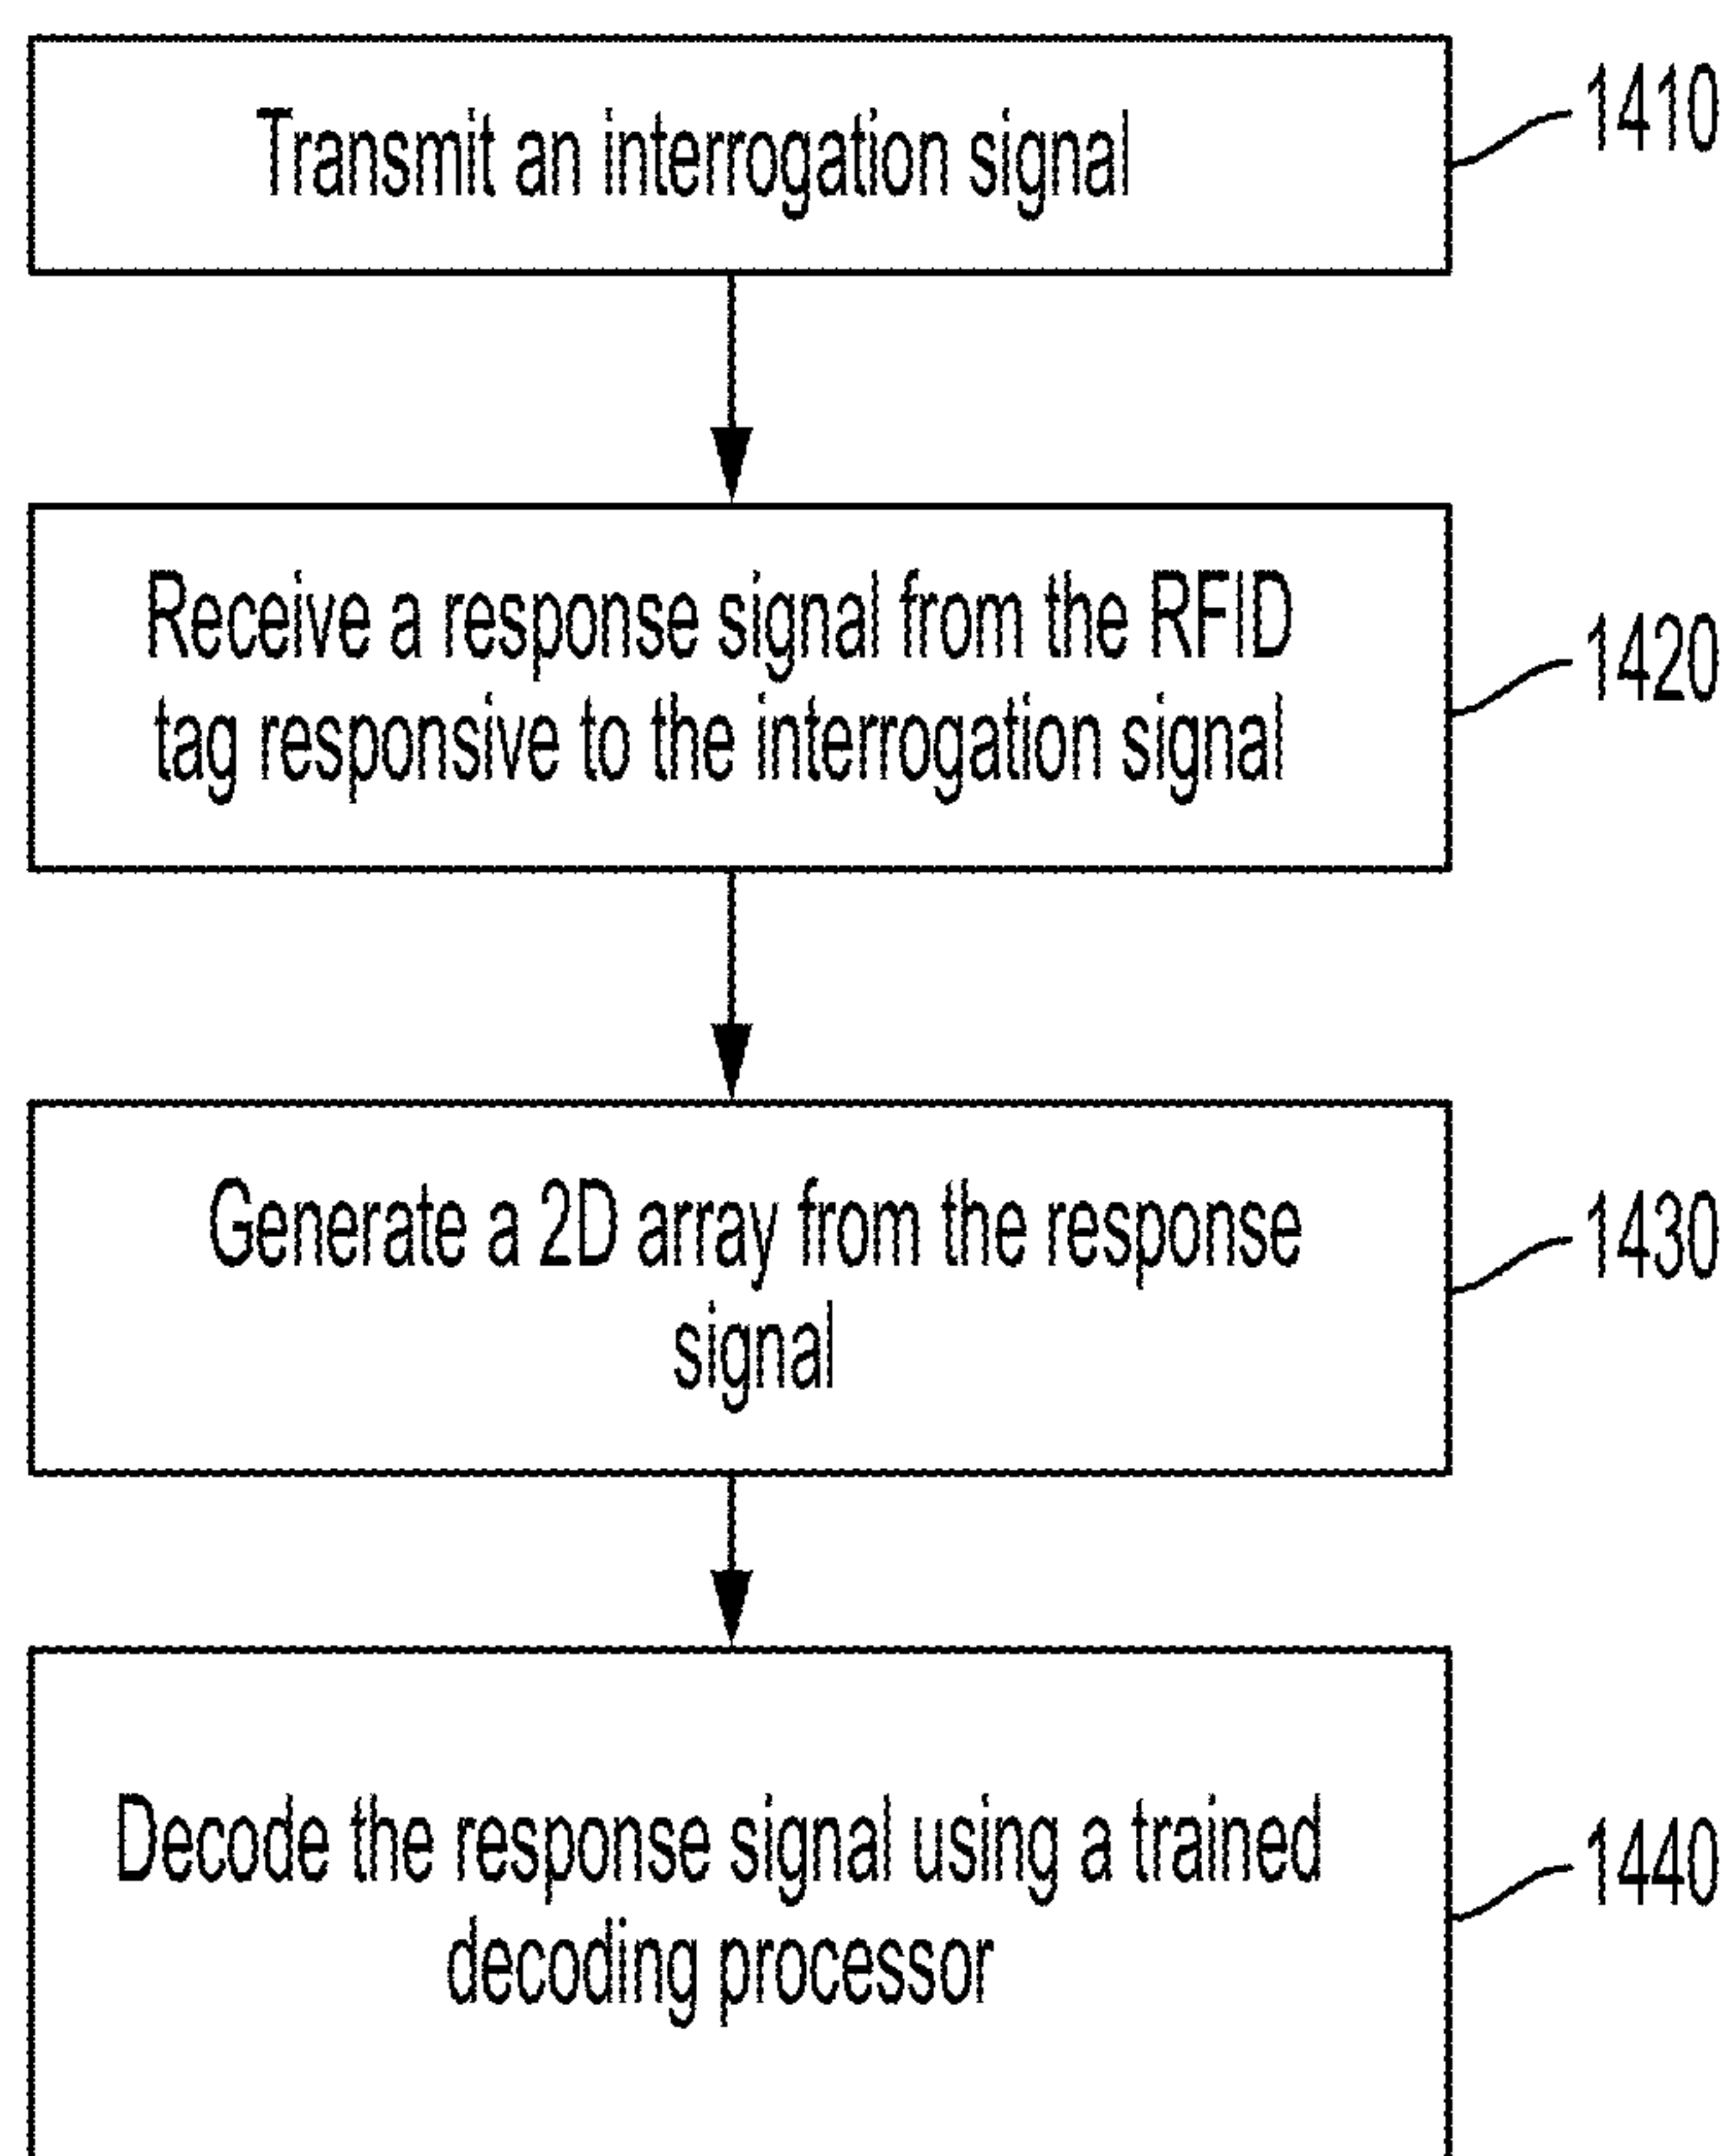 Transmit an interrogation signal
1410
Receive a response signal from the RFID
tag responsive to the interrogation signal
1420
Generate a 2D array from the response
signal
1430
Decode the response signal using a trained
decoding processor
1440